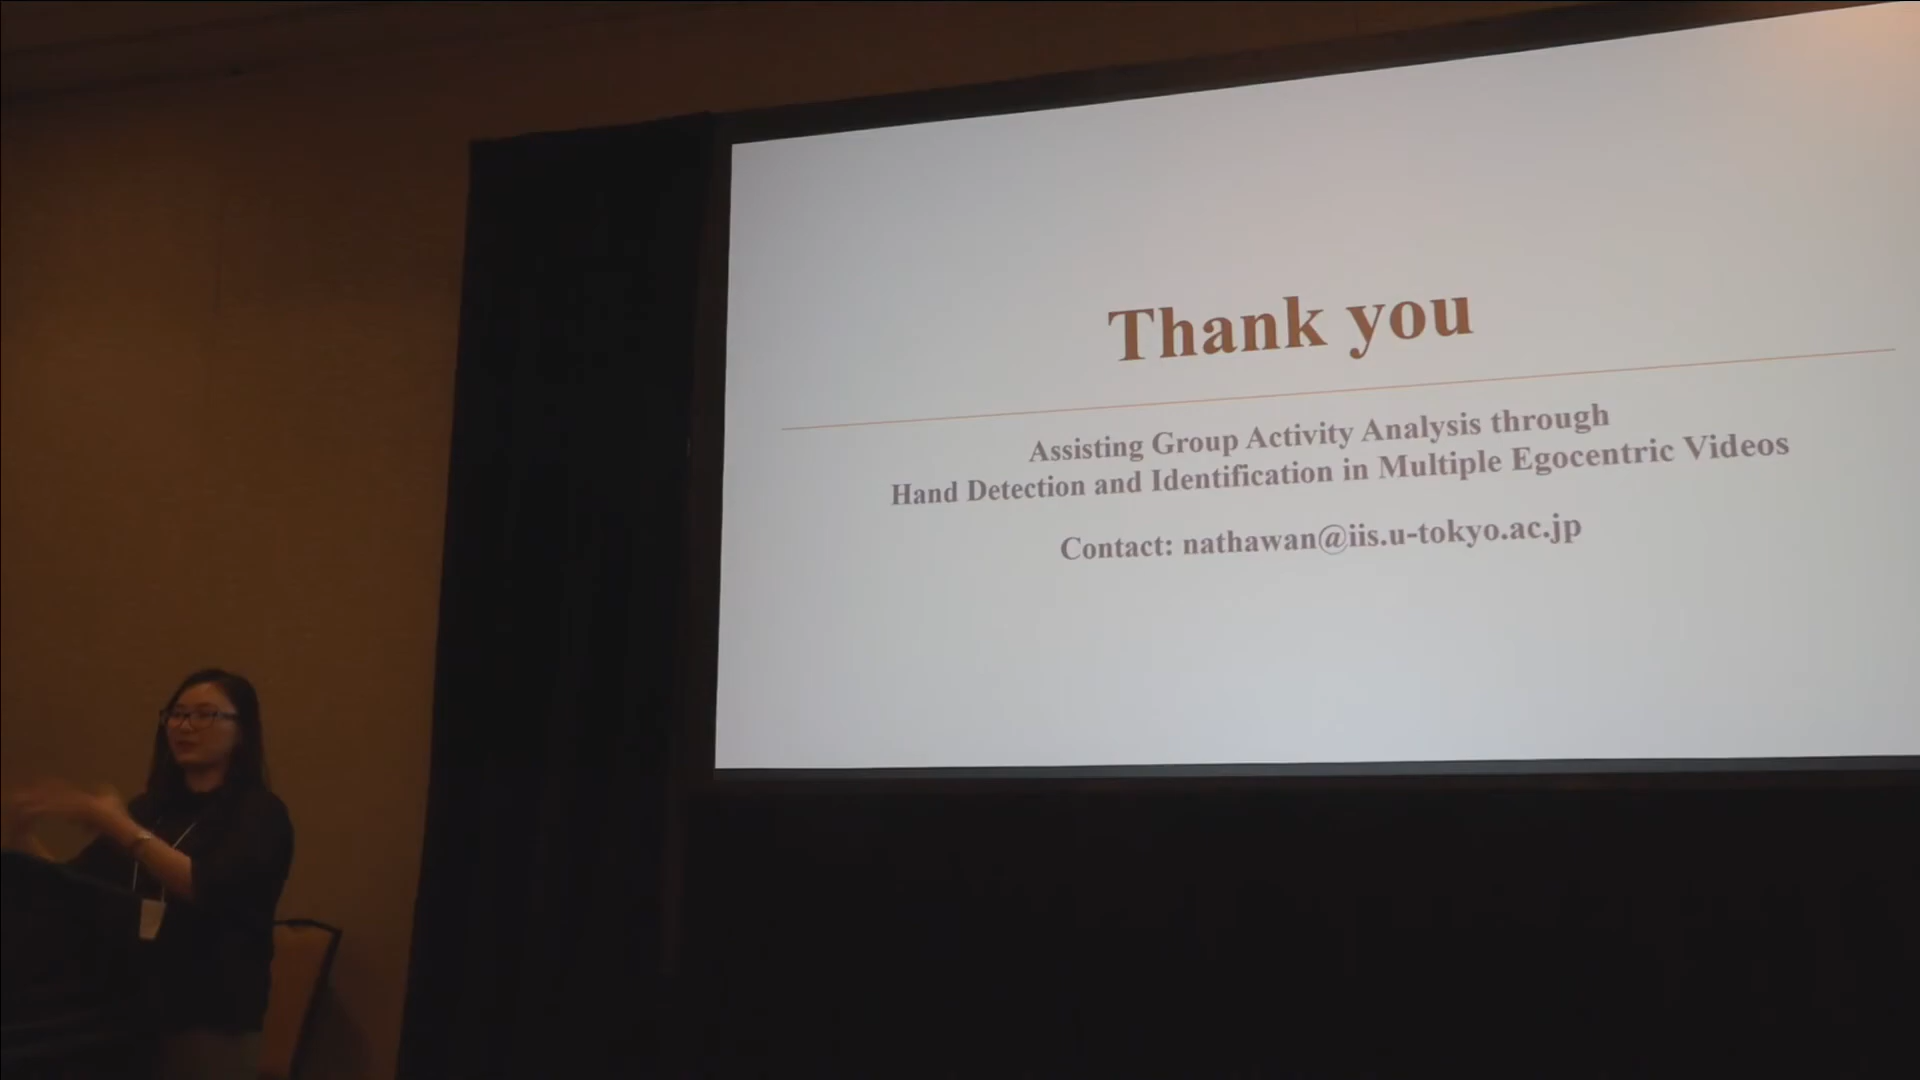 Thank you
Assisting Group Activity Analysis through
Hand Detection and Identification in Multiple Egocentric Videos
Contact: nathawan@iis.u-tokyo.ac.jp